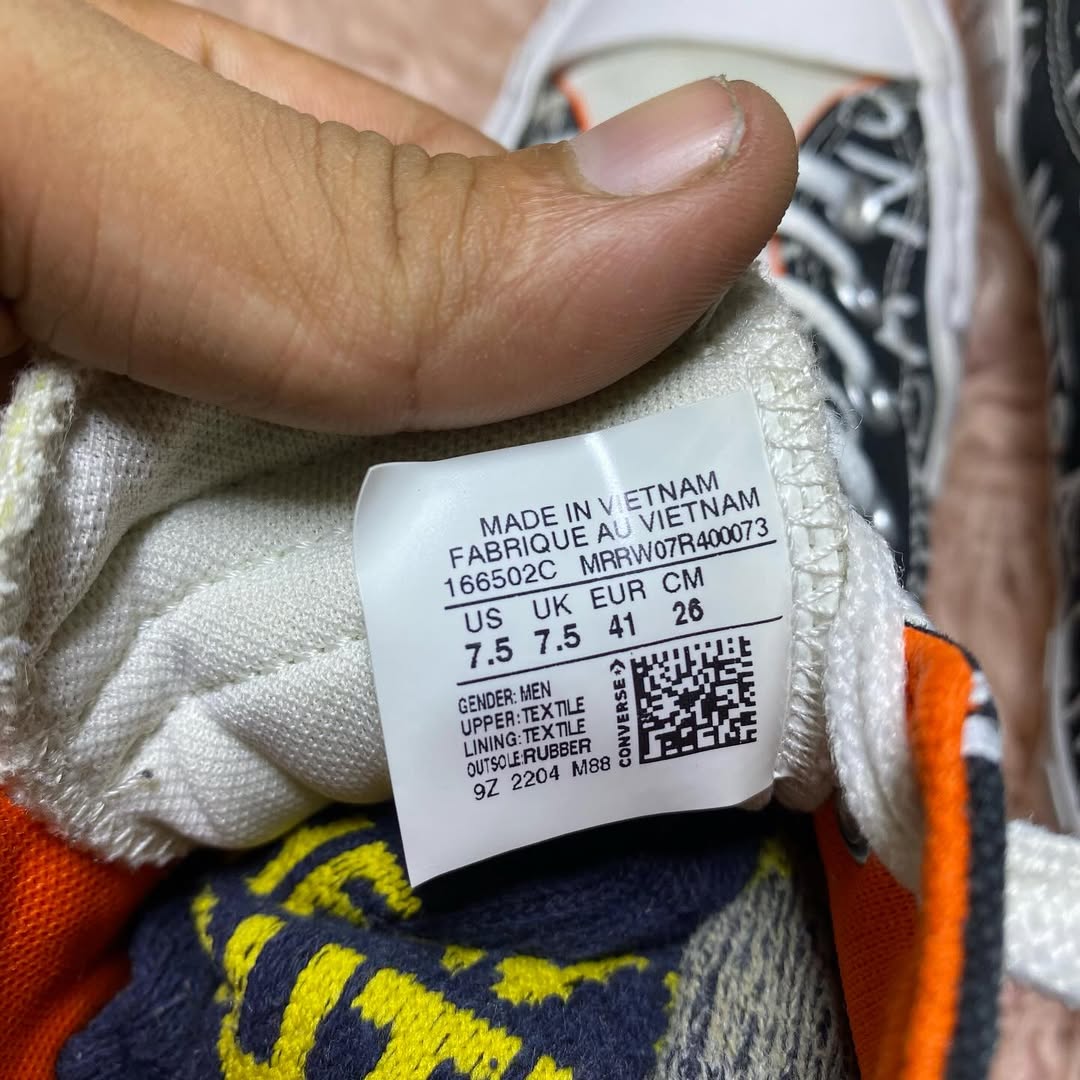 MADE IN VIETNAM
FABRIQUE AU VIETNAM
166502C MRRW07R400073
US UK EUR CM
7.5 7.5 41 26
GENDER: MEN
UPPER: TEXTILE
LINING: TEXTILE
OUTSOLE: RUBBER
9Z 2204 M88
CONVERSE